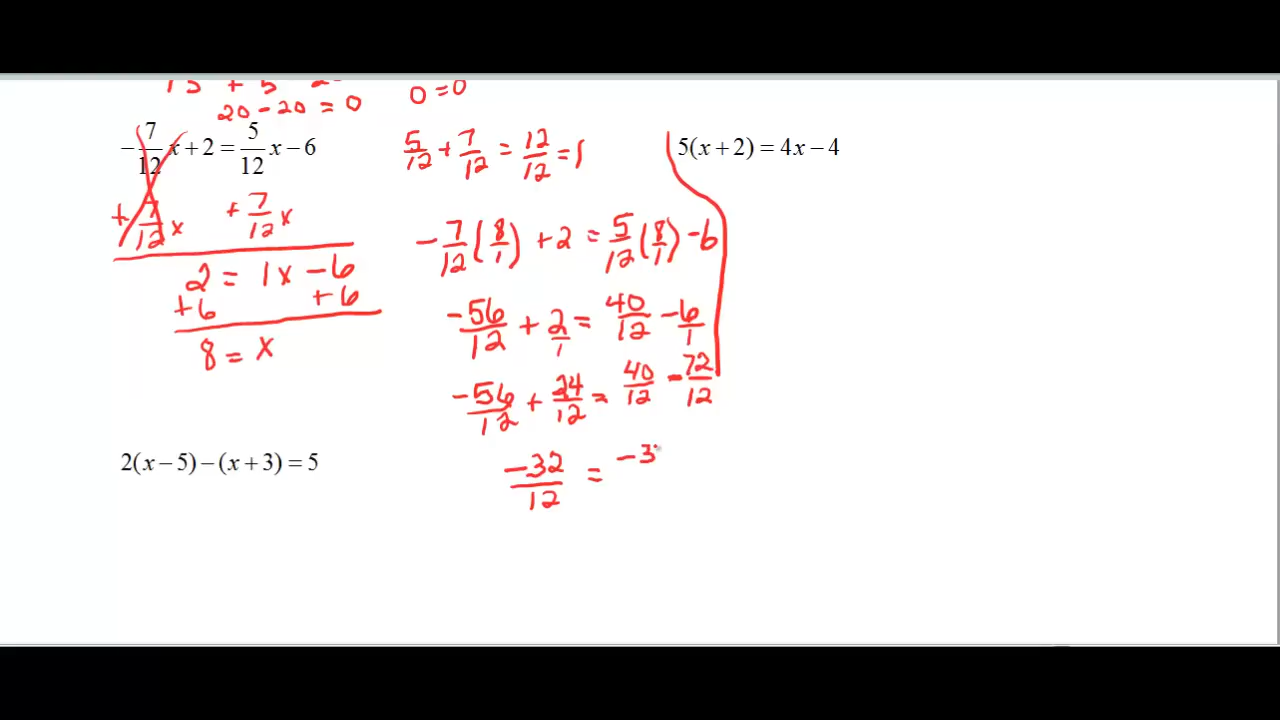 15 + 5
20 - 20 = 0
0 = 0
-7/12 x + 2 = 5/12 x - 6
+ 7/12 x + 7/12 x
2 = 1x - 6
+6 +6
8 = x
5/12 + 7/12 = 12/12 = 1
-7/12 (8/1) + 2 = 5/12 (8/1) - 6
-56/12 + 2/1 = 40/12 - 6/1
-56/12 + 24/12 = 40/12 - 72/12
-32/12 = -3
5(x + 2) = 4x - 4
2(x - 5) - (x + 3) = 5